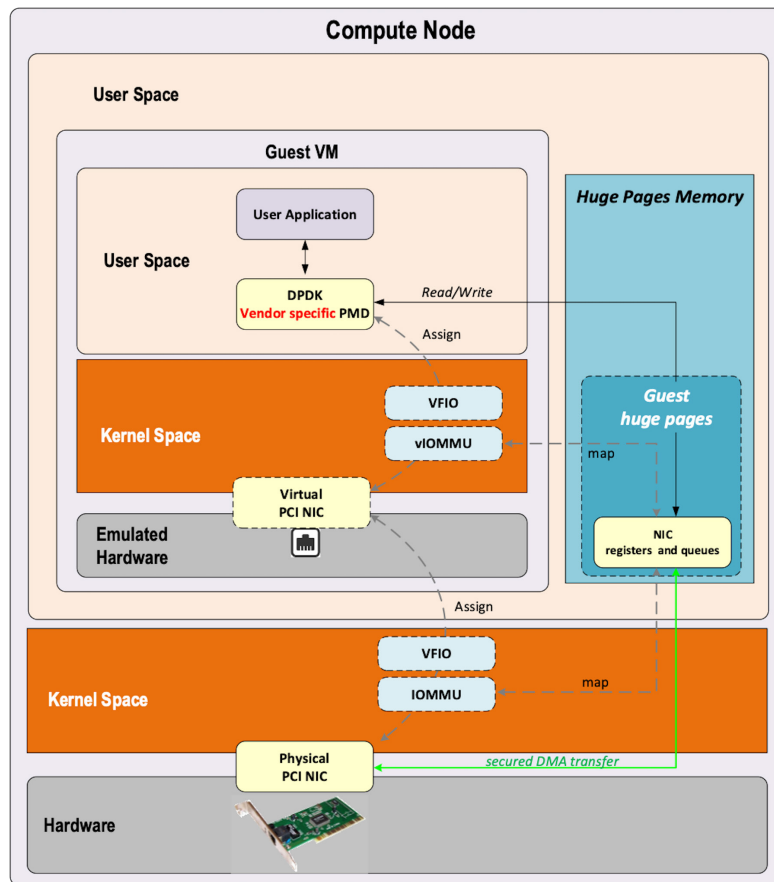 Compute Node
User Space
Guest VM
User Application
User Space
DPDK
Vendor specific PMD
Read/Write
Assign
Huge Pages Memory
Guest
huge pages
VFIO
Kernel Space
vIOMMU
map
Virtual
PCI NIC
NIC
registers and queues
Emulated
Hardware
Assign
VFIO
Kernel Space
IOMMU
map
Physical
PCI NIC
secured DMA transfer
Hardware